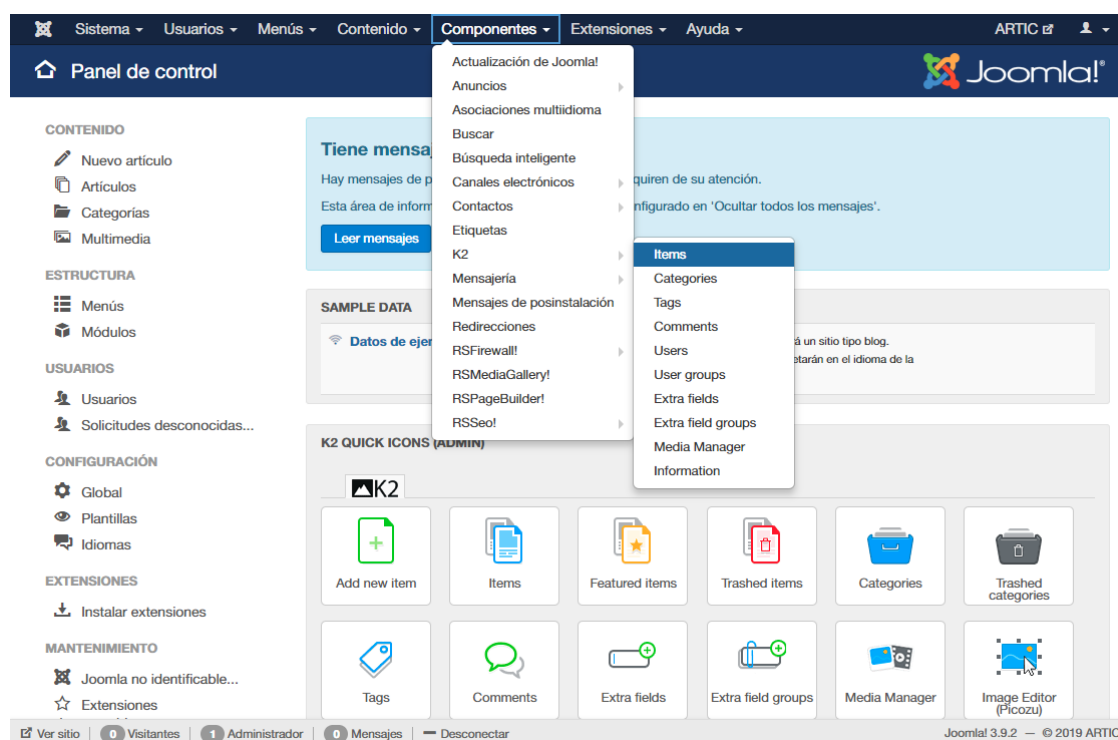 Sistema Usuarios Menús Contenido Componentes Extensiones Ayuda ARTIC
Panel de control
Joomla!®
CONTENIDO
Nuevo artículo
Artículos
Categorías
Multimedia
ESTRUCTURA
Menús
Módulos
USUARIOS
Usuarios
Solicitudes desconocidas...
CONFIGURACIÓN
Global
Plantillas
Idiomas
EXTENSIONES
Instalar extensiones
MANTENIMIENTO
Joomla no identificable...
Extensiones
Actualización de Joomla!
Anuncios
Asociaciones multiidioma
Buscar
Búsqueda inteligente
Canales electrónicos
Contactos
Etiquetas
K2
Mensajería
Mensajes de posinstalación
Redirecciones
RSFirewall!
RSMediaGallery!
RSPageBuilder!
RSSeo!
Items
Categories
Tags
Comments
Users
User groups
Extra fields
Extra field groups
Media Manager
Information
Tiene
Hay mensajes de de su atención.
Esta área de en 'Ocultar todos los mensajes'.
Leer mensajes
SAMPLE DATA
Datos de un sitio tipo blog.
en el idioma de la
K2 QUICK ICONS (ADMIN)
K2
Add new item
Items
Featured items
Trashed items
Categories
Trashed categories
Tags
Comments
Extra fields
Extra field groups
Media Manager
Image Editor (Picozu)
Ver sitio 0 Visitantes 1 Administrador 0 Mensajes Desconectar Joomla! 3.9.2 — © 2019 ARTIC